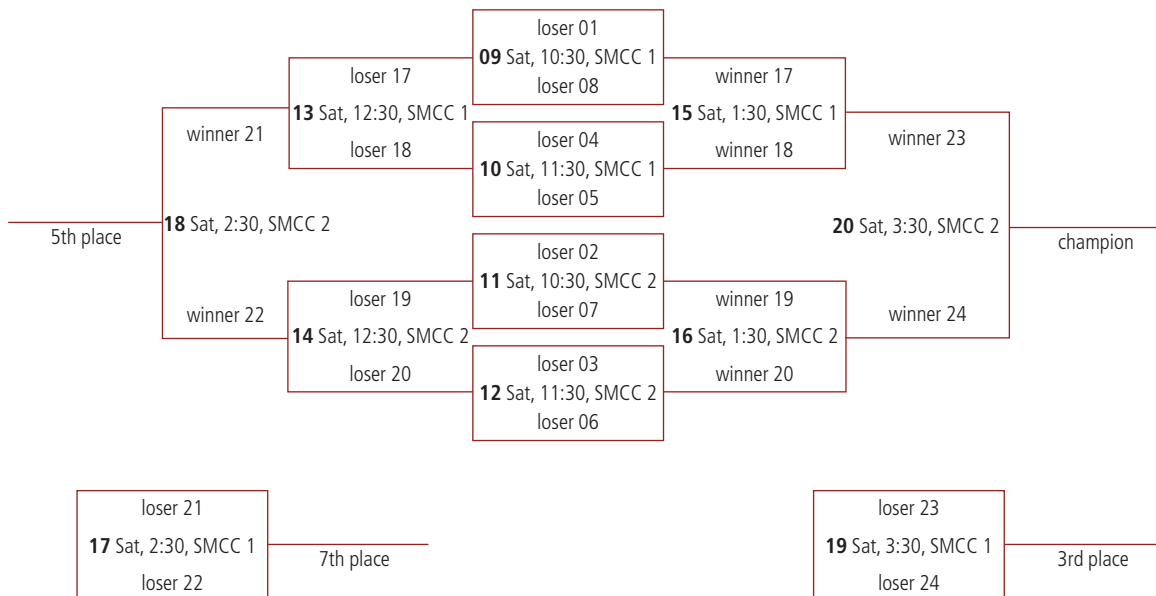 loser 01
09 Sat, 10:30, SMCC 1
loser 08
loser 17
13 Sat, 12:30, SMCC 1
loser 18
winner 17
15 Sat, 1:30, SMCC 1
winner 18
loser 04
10 Sat, 11:30, SMCC 1
loser 05
winner 21
18 Sat, 2:30, SMCC 2
winner 22
5th place
winner 23
20 Sat, 3:30, SMCC 2
winner 24
champion
loser 02
11 Sat, 10:30, SMCC 2
loser 07
loser 19
14 Sat, 12:30, SMCC 2
loser 20
winner 19
16 Sat, 1:30, SMCC 2
winner 20
loser 03
12 Sat, 11:30, SMCC 2
loser 06
loser 21
17 Sat, 2:30, SMCC 1
loser 22
7th place
loser 23
19 Sat, 3:30, SMCC 1
loser 24
3rd place